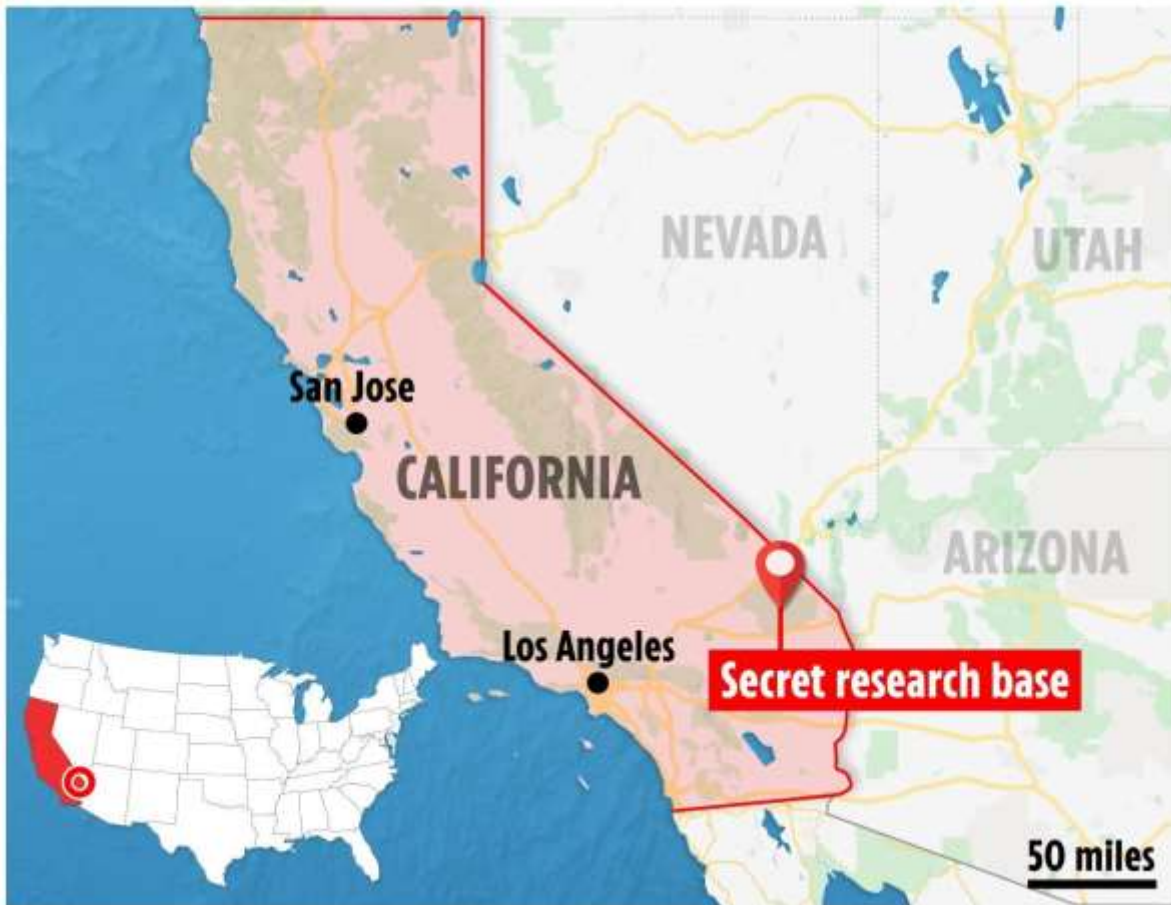 NEVADA
UTAH
San Jose
CALIFORNIA
ARIZONA
Los Angeles
Secret research base
50 miles